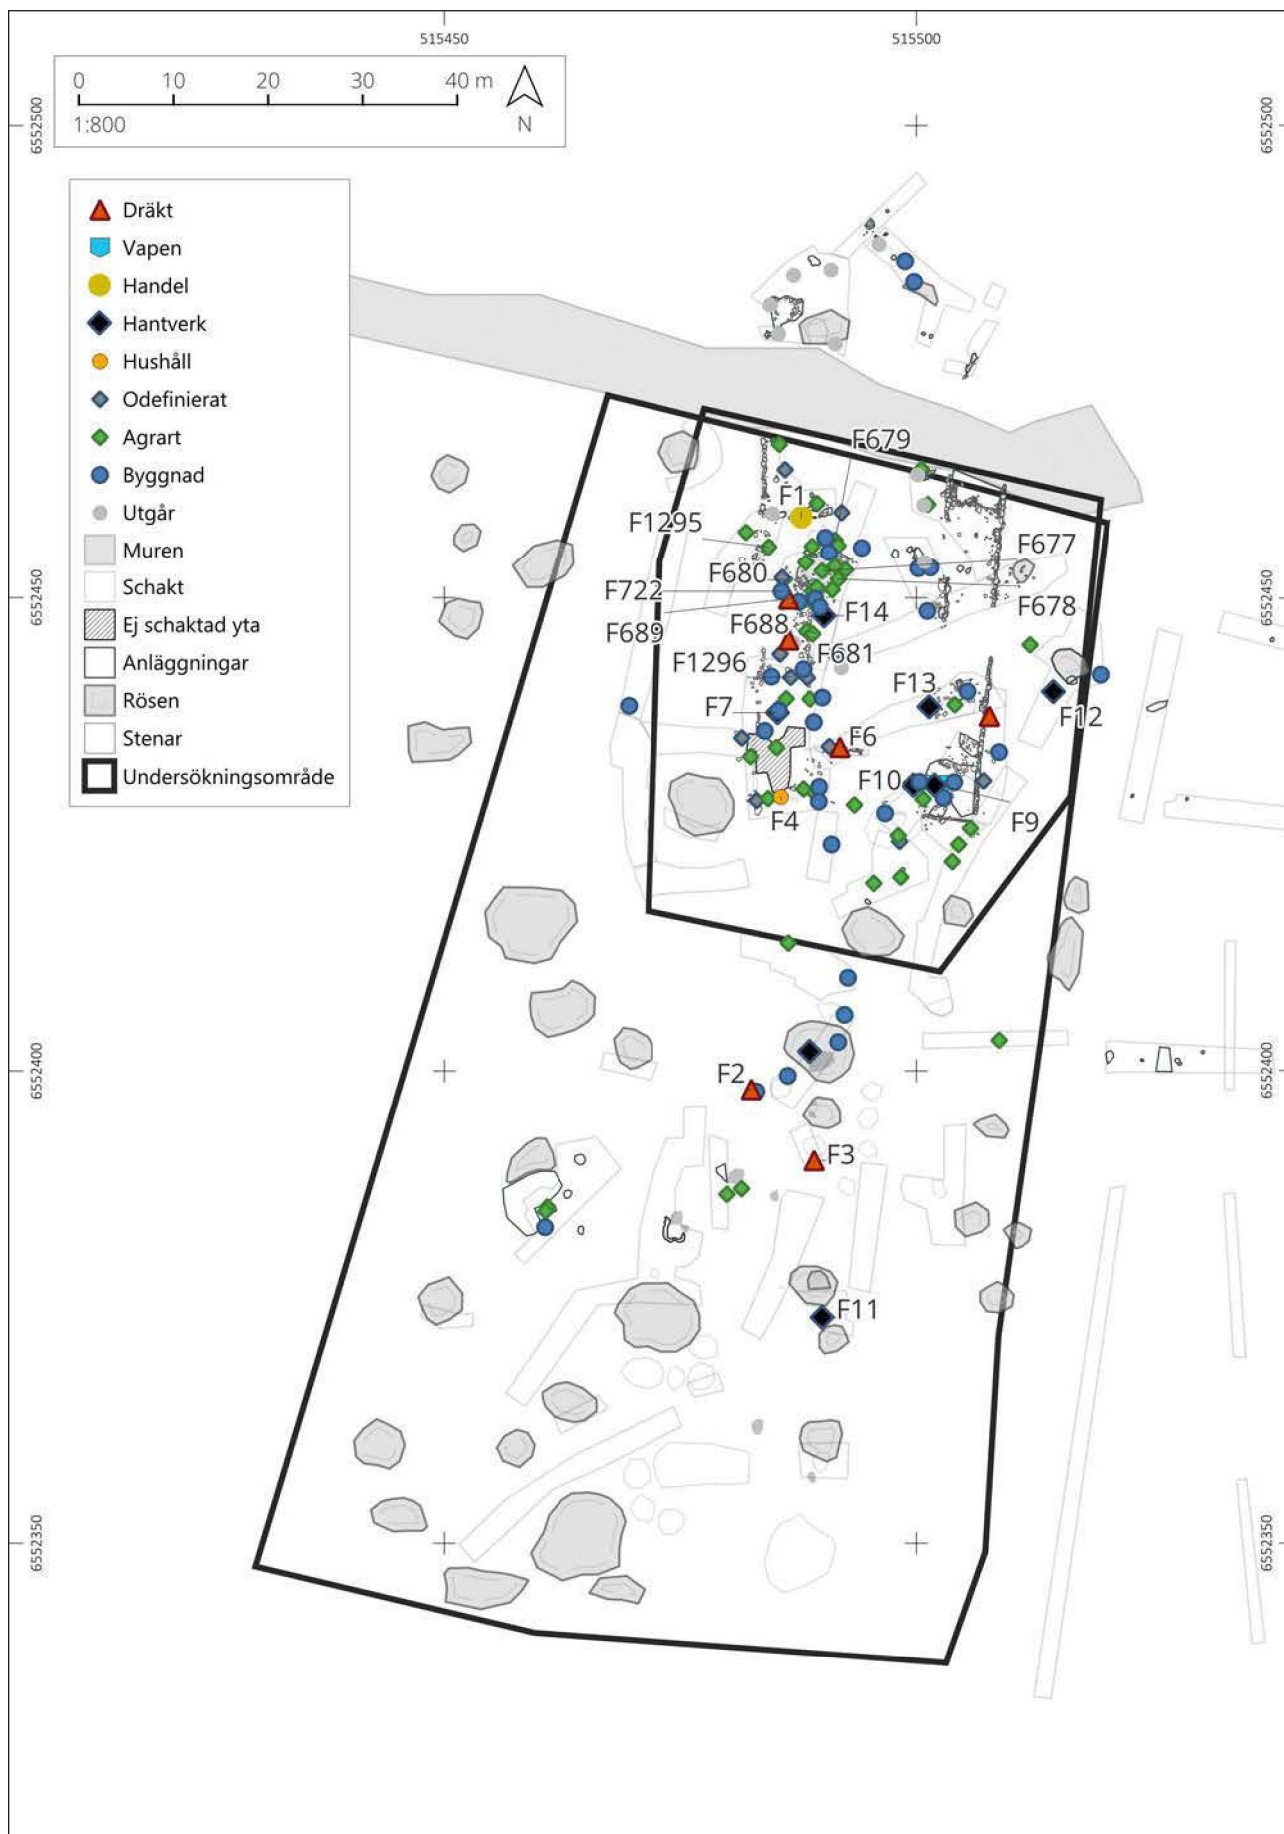 515450
515500
0 10 20 30 40 m
1:800
N
6552500
6552500
Dräkt
Vapen
Handel
Hantverk
Hushåll
Odefinierat
Agrart
Byggnad
Utgår
Muren
Schakt
Ej schaktad yta
Anläggningar
Rösen
Stenar
Undersökningsområde
F679
F1
F1295
F677
F680
F722
6552450
6552450
F678
F14
F688
F689
F681
F1296
F13
F7
F12
F6
F10
F4
F9
6552400
6552400
F2
F3
F11
6552350
6552350